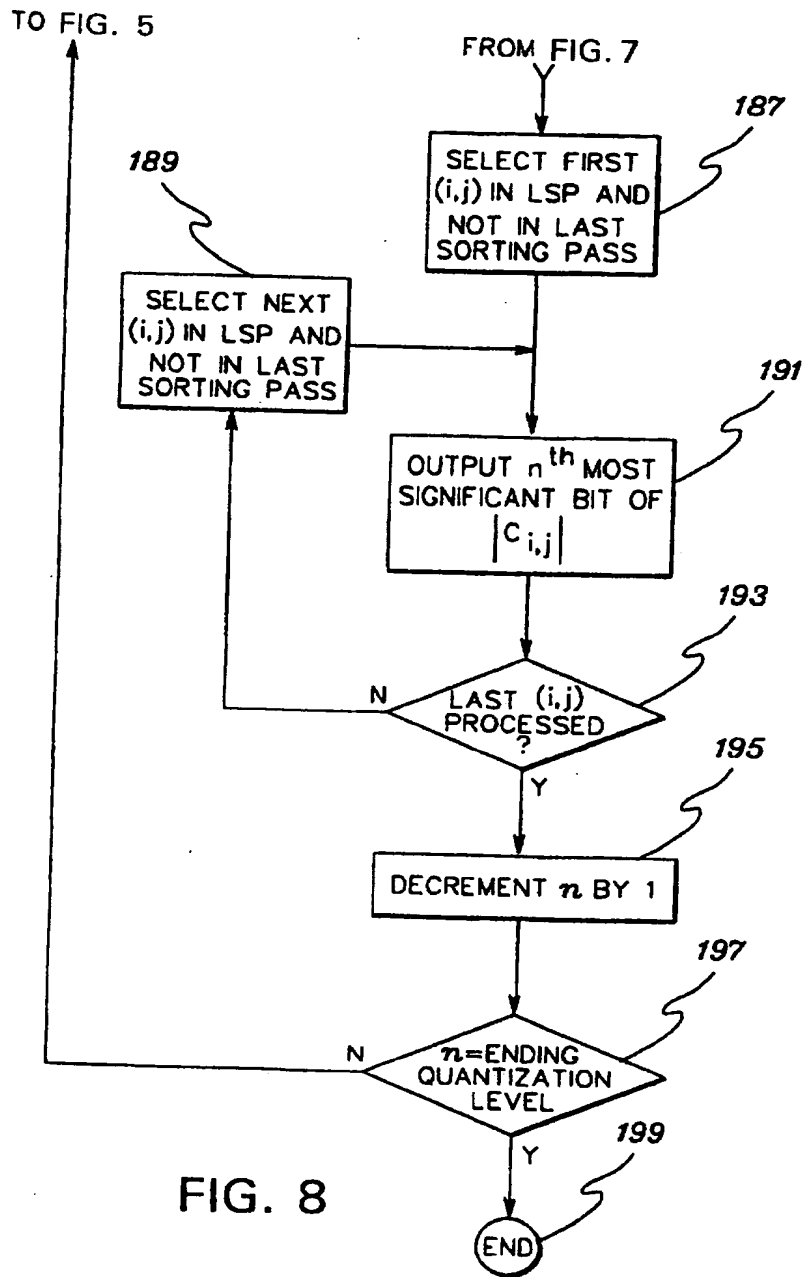 TO FIG. 5
FROM FIG. 7
Y
187
SELECT FIRST
(i,j) IN LSP AND
NOT IN LAST
SORTING PASS
189
SELECT NEXT
(i,j) IN LSP AND
NOT IN LAST
SORTING PASS
191
OUTPUT nth MOST
SIGNIFICANT BIT OF
|C i,j|
193
N
LAST (i,j)
PROCESSED
?
Y
195
DECREMENT n BY 1
197
N
n=ENDING
QUANTIZATION
LEVEL
Y
199
END
FIG. 8